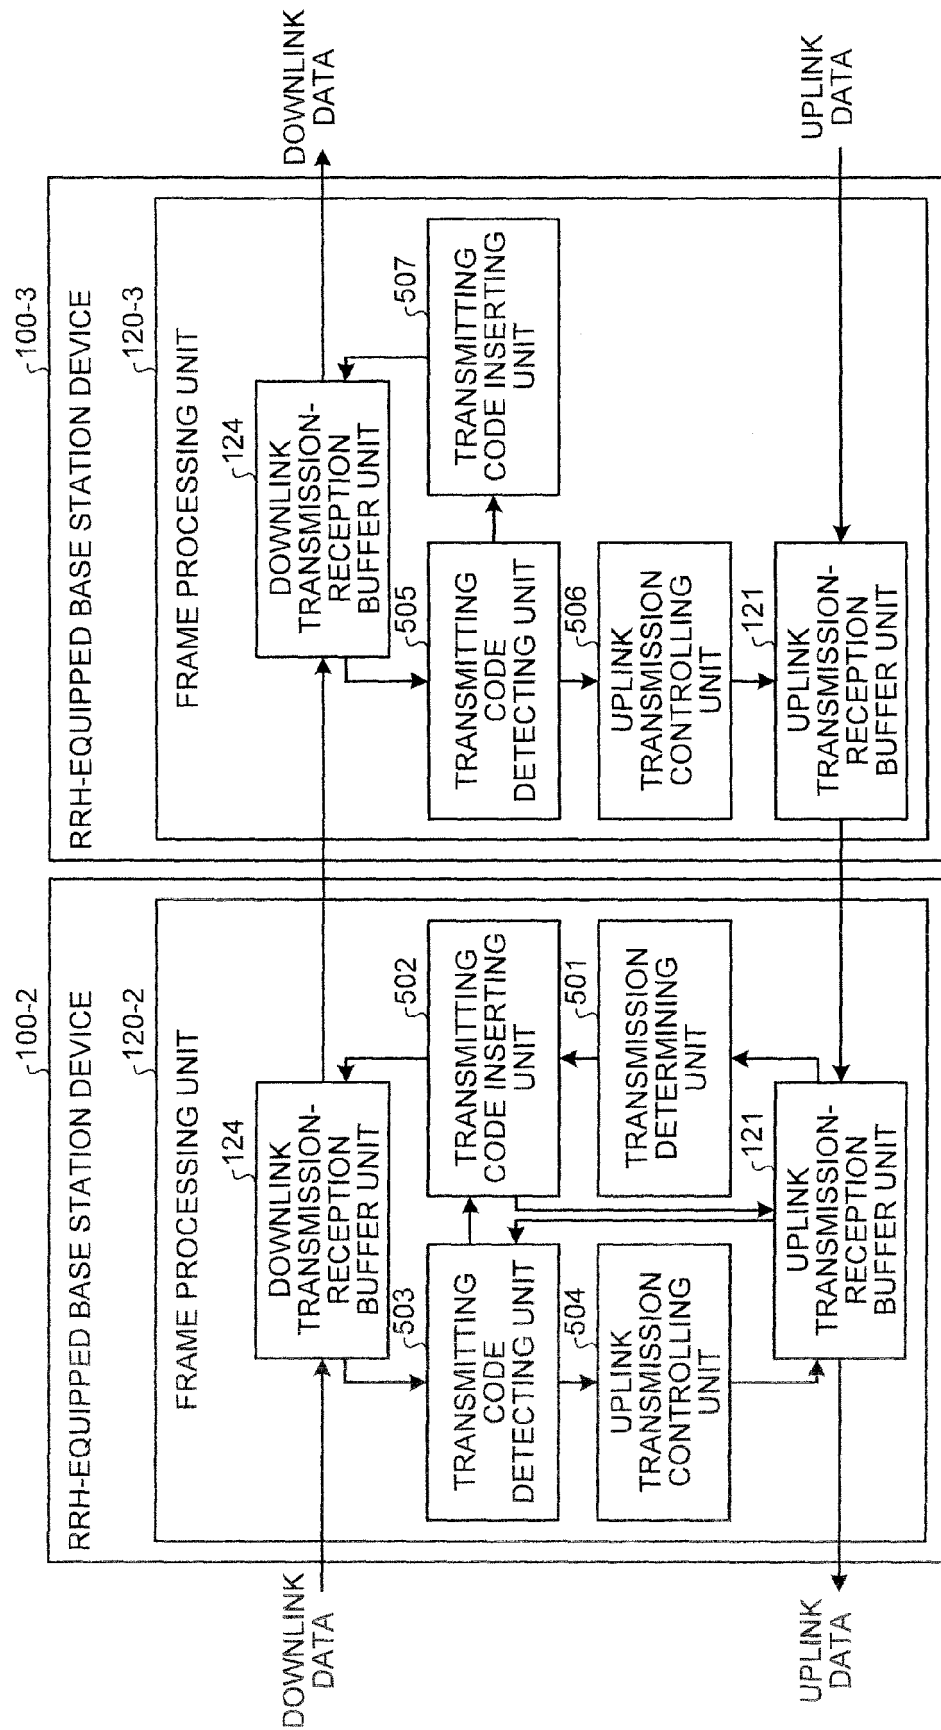 DOWNLINK
DATA
UPLINK
DATA
100-2
RRH-EQUIPPED BASE STATION DEVICE
120-2
FRAME PROCESSING UNIT
124
DOWNLINK
TRANSMISSION-
RECEPTION
BUFFER UNIT
503
TRANSMITTING
CODE
DETECTING UNIT
502
TRANSMITTING
CODE INSERTING
UNIT
504
UPLINK
TRANSMISSION
CONTROLLING
UNIT
501
TRANSMISSION
DETERMINING
UNIT
121
UPLINK
TRANSMISSION-
RECEPTION
BUFFER UNIT
100-3
RRH-EQUIPPED BASE STATION DEVICE
120-3
FRAME PROCESSING UNIT
124
DOWNLINK
TRANSMISSION-
RECEPTION
BUFFER UNIT
505
TRANSMITTING
CODE
DETECTING UNIT
507
TRANSMITTING
CODE INSERTING
UNIT
506
UPLINK
TRANSMISSION
CONTROLLING
UNIT
121
UPLINK
TRANSMISSION-
RECEPTION
BUFFER UNIT
DOWNLINK
DATA
UPLINK
DATA